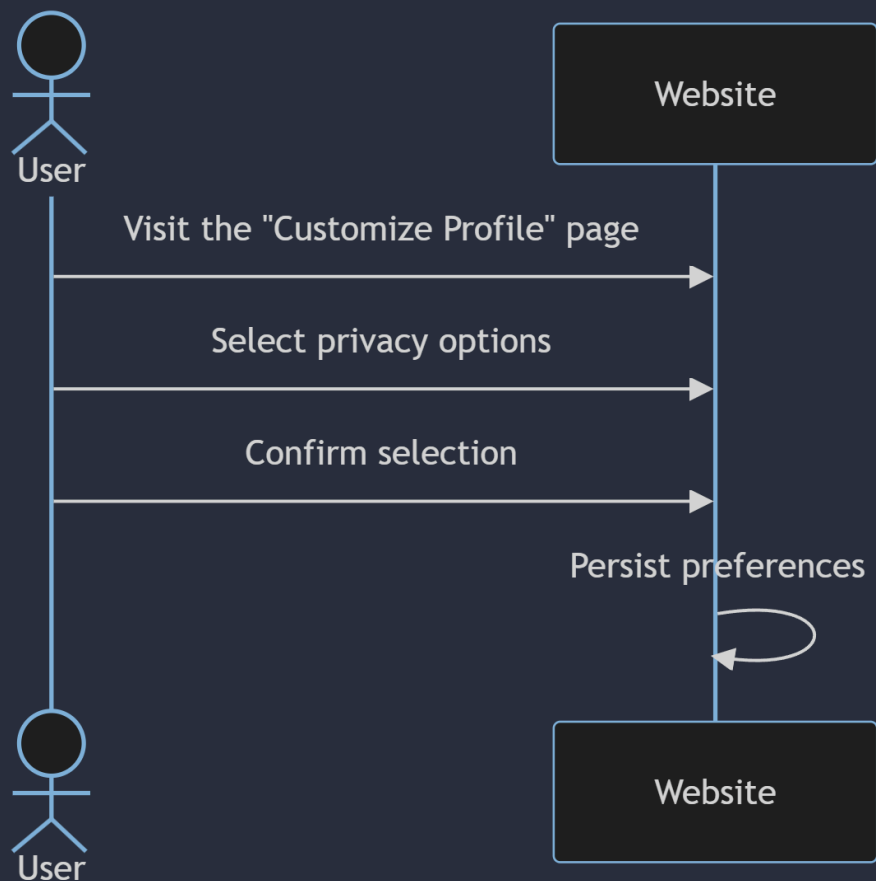 User
Website
Visit the "Customize Profile" page
Select privacy options
Confirm selection
Persist preferences
User
Website